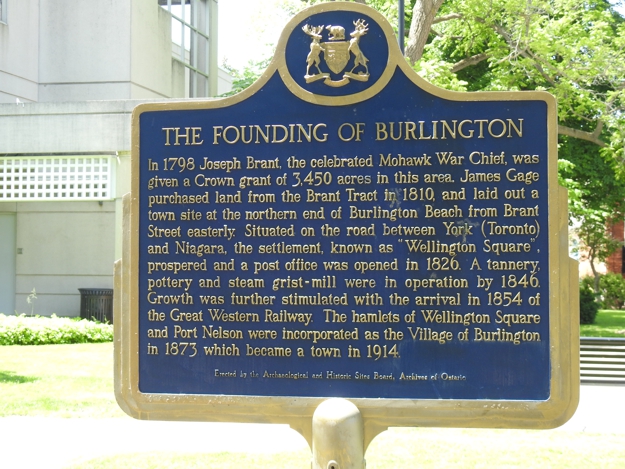 THE FOUNDING OF BURLINGTON
In 1798 Joseph Brant, the celebrated Mohawk War Chief, was
given a Crown grant of 3,450 acres in this area. James Gage
purchased land from the Brant Tract in 1810, and laid out a
town site at the northern end of Burlington Beach from Brant
Street easterly. Situated on the road between York (Toronto)
and Niagara, the settlement, known as "Wellington Square",
prospered and a post office was opened in 1826. A tannery,
pottery and steam grist-mill were in operation by 1846.
Growth was further stimulated with the arrival in 1854 of
the Great Western Railway. The hamlets of Wellington Square
and Port Nelson were incorporated as the Village of Burlington
in 1873 which became a town in 1914.
Erected by the Archaeological and Historic Sites Board, Archives of Ontario